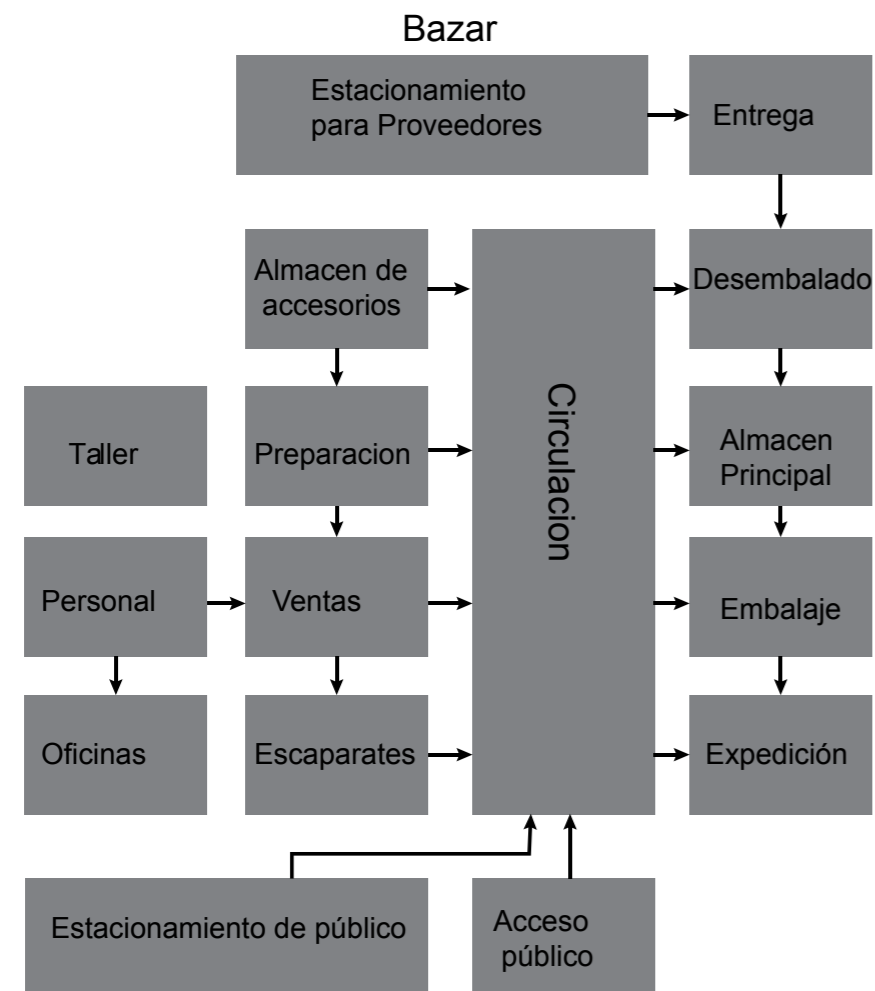 Bazar
Estacionamiento
para Proveedores
Entrega
Almacen de
accesorios
Desembalado
Circulacion
Taller
Preparacion
Almacen
Principal
Personal
Ventas
Embalaje
Oficinas
Escaparates
Expedición
Estacionamiento de público
Acceso
público